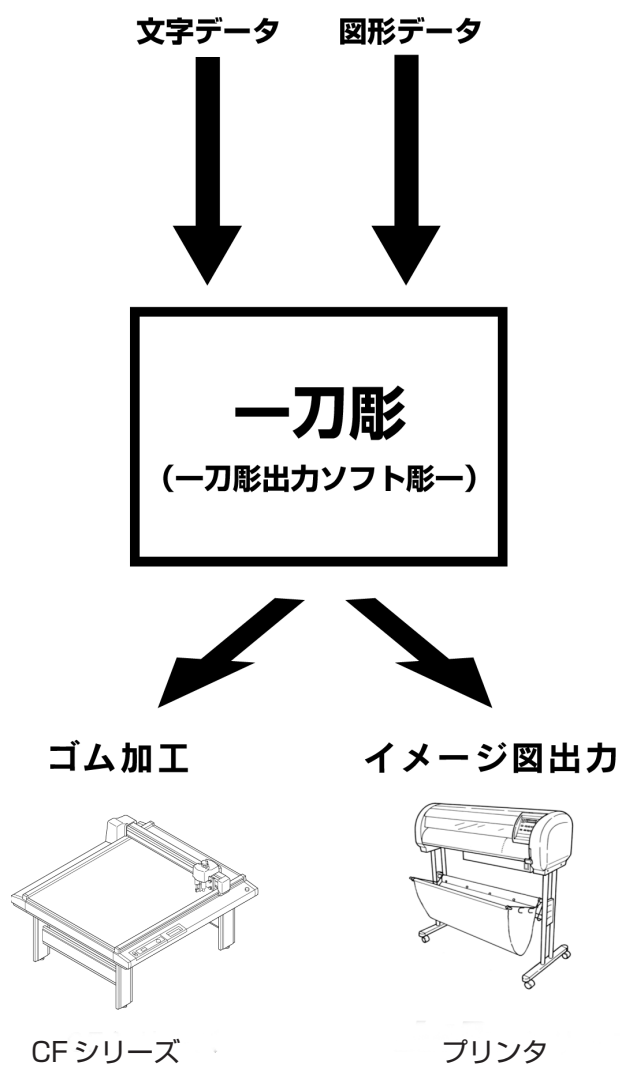 文字データ 図形データ
一刀彫
（一刀彫出力ソフト彫一）
ゴム加工 イメージ図出力
CFシリーズ プリンタ